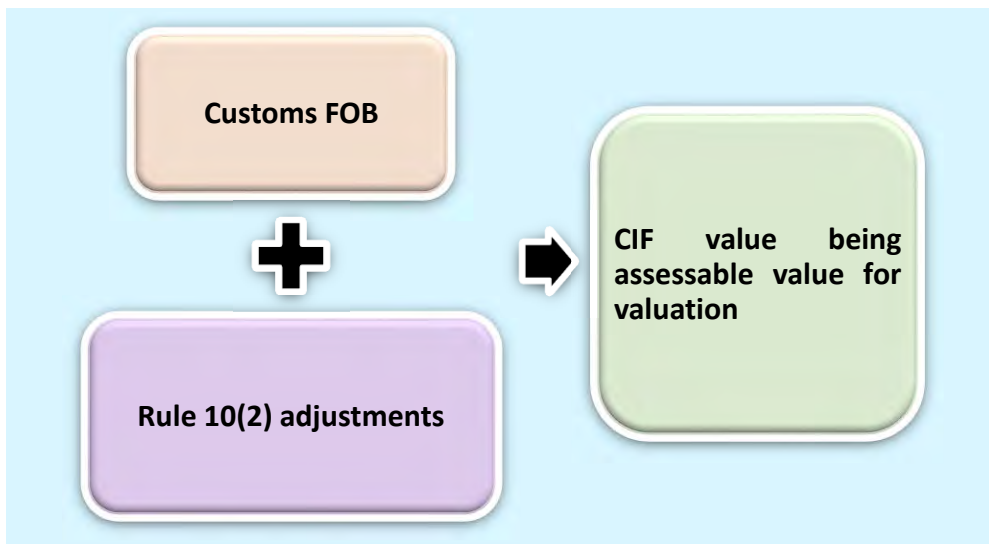 Customs FOB
Rule 10(2) adjustments
CIF value being
assessable value for
valuation